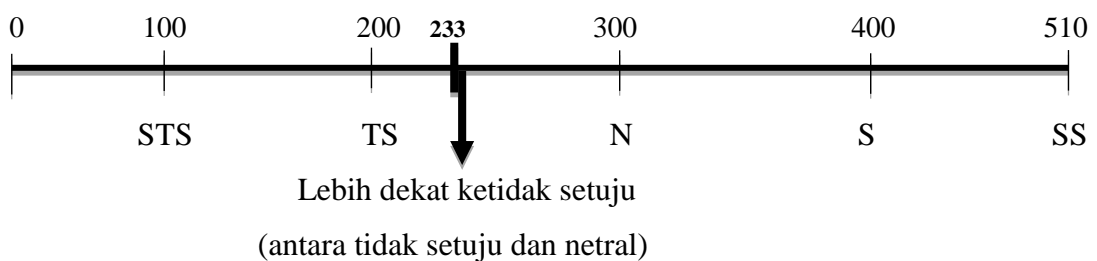 0 100 200 233 300 400 510
STS TS N S SS
Lebih dekat ketidak setuju
(antara tidak setuju dan netral)